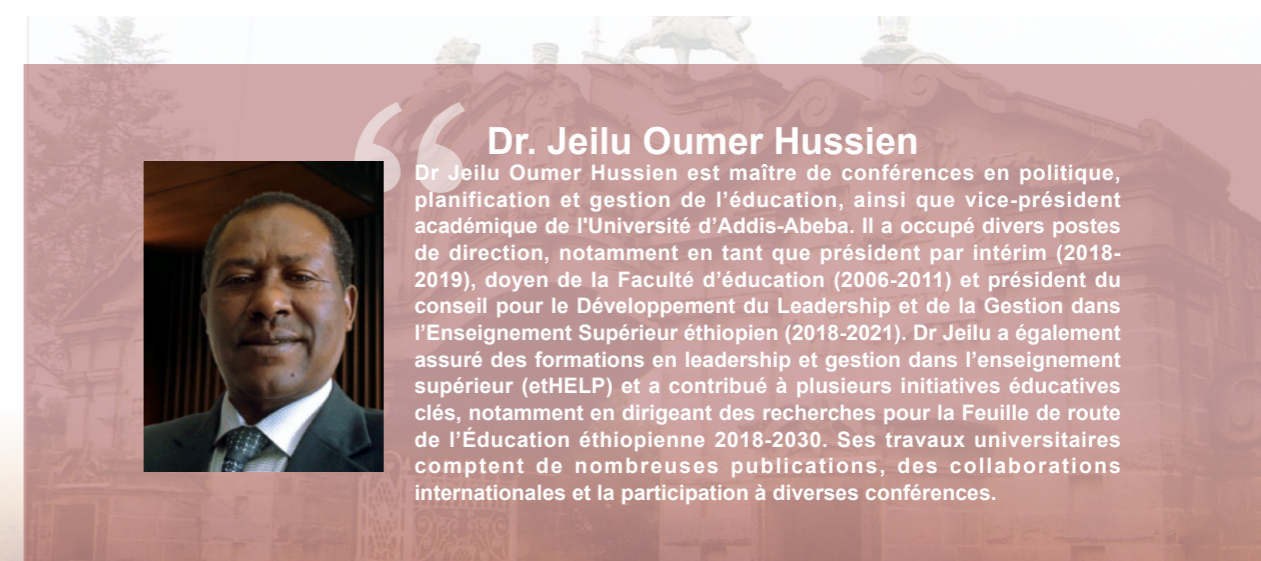 Dr. Jeilu Oumer Hussien
Dr Jeilu Oumer Hussien est maître de conférences en politique,
planification et gestion de l’éducation, ainsi que vice-président
académique de l'Université d’Addis-Abeba. Il a occupé divers postes
de direction, notamment en tant que président par intérim (2018-
2019), doyen de la Faculté d’éducation (2006-2011) et président du
conseil pour le Développement du Leadership et de la Gestion dans
l’Enseignement Supérieur éthiopien (2018-2021). Dr Jeilu a également
assuré des formations en leadership et gestion dans l’enseignement
supérieur (etHELP) et a contribué à plusieurs initiatives éducatives
clés, notamment en dirigeant des recherches pour la Feuille de route
de l’Éducation éthiopienne 2018-2030. Ses travaux universitaires
comptent de nombreuses publications, des collaborations
internationales et la participation à diverses conférences.